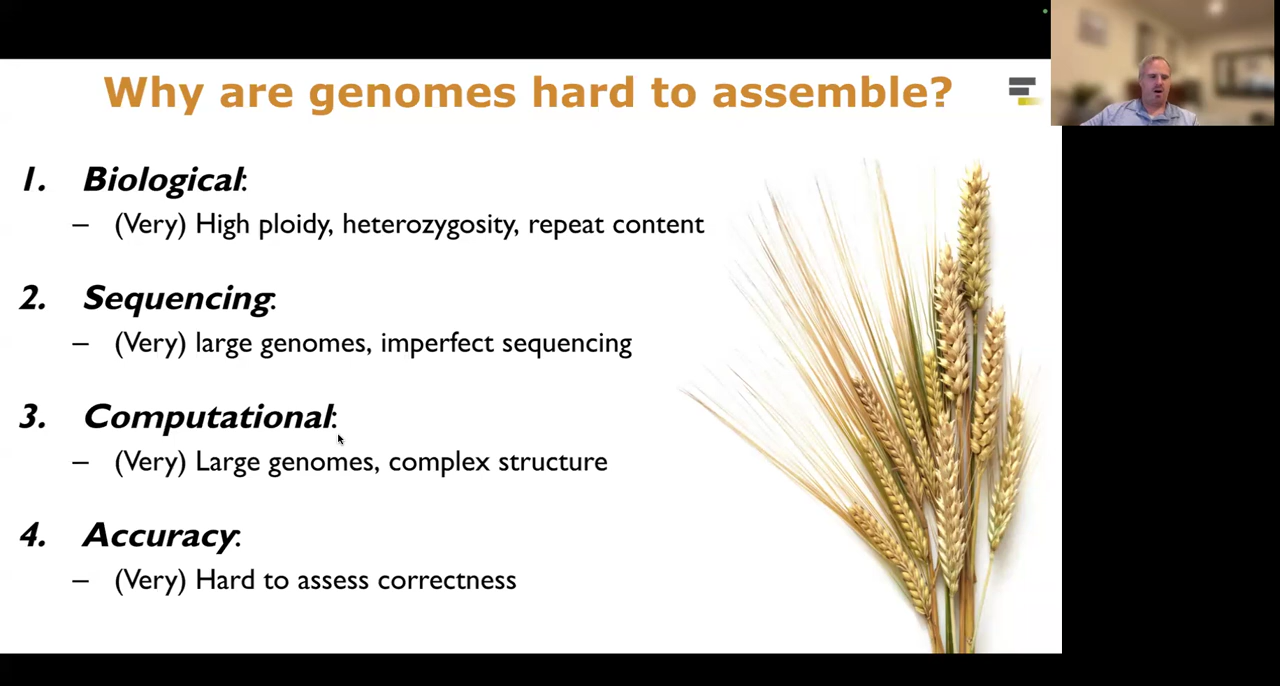 Why are genomes hard to assemble?
1. Biological:
– (Very) High ploidy, heterozygosity, repeat content
2. Sequencing:
– (Very) large genomes, imperfect sequencing
3. Computational:
– (Very) Large genomes, complex structure
4. Accuracy:
– (Very) Hard to assess correctness